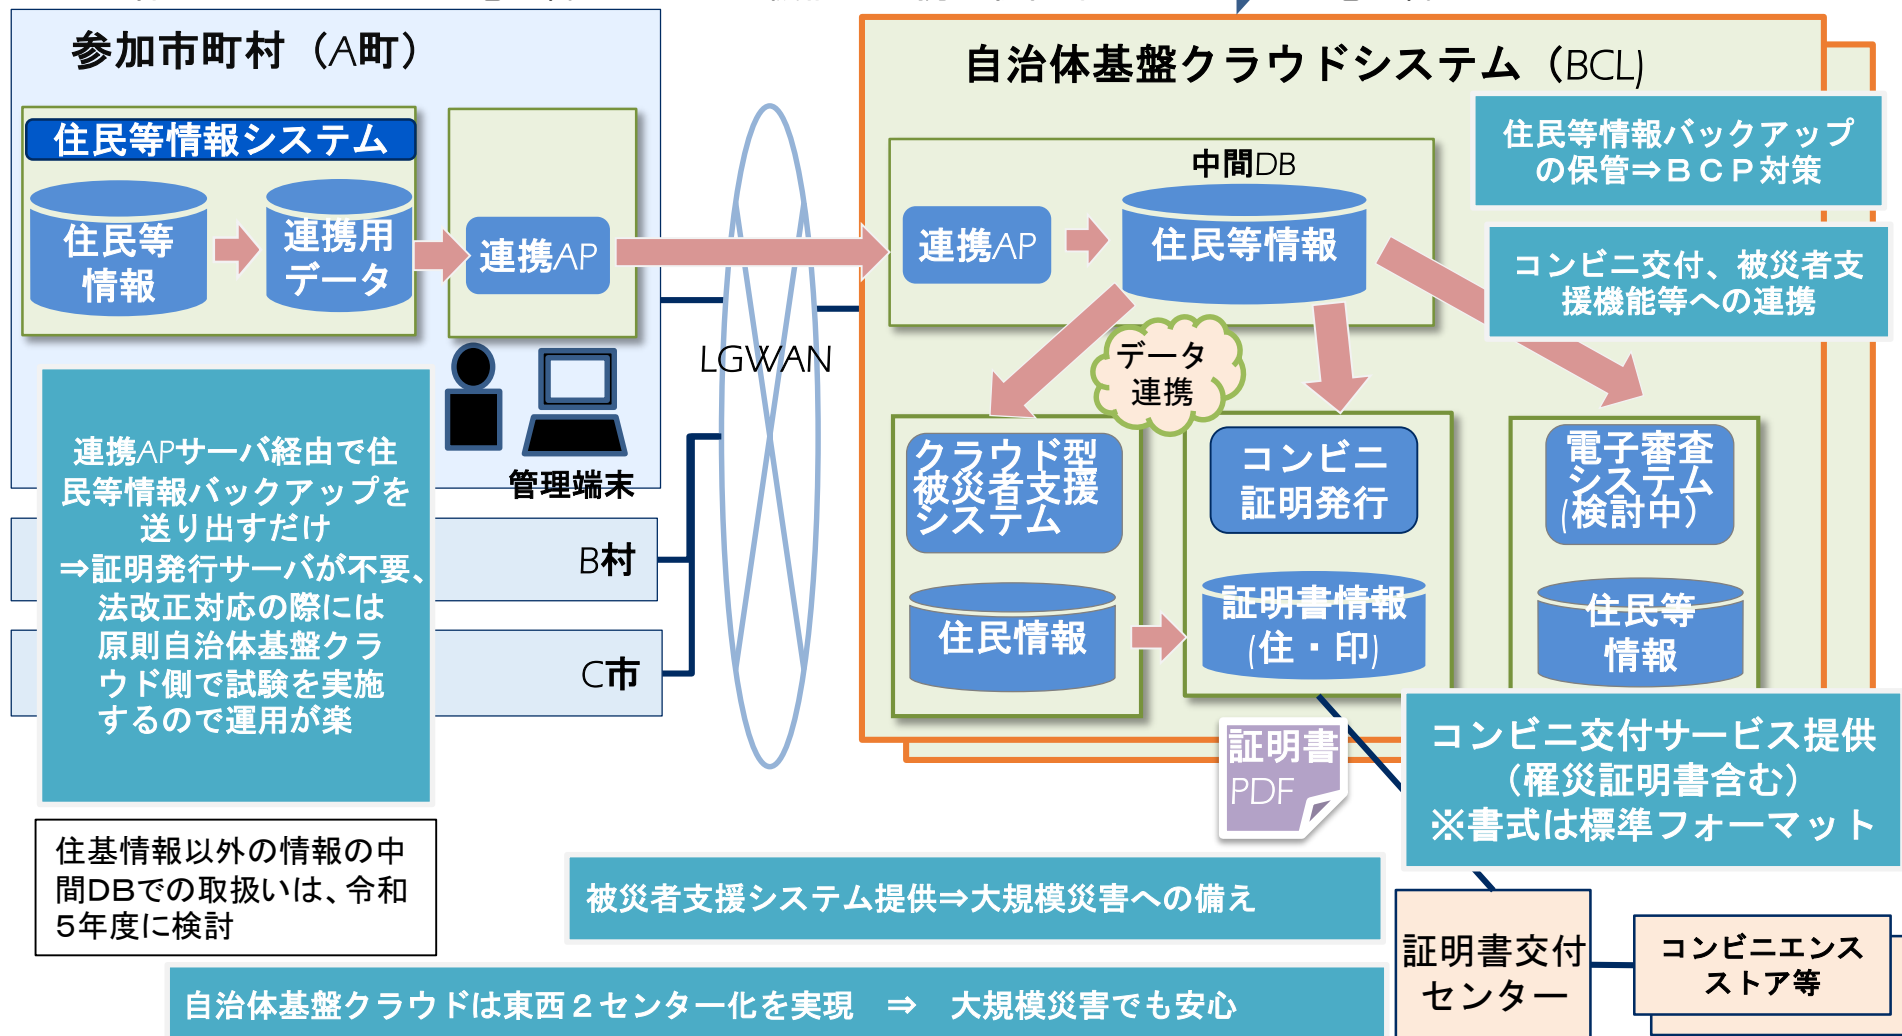 参加市町村（A町）
住民等情報システム
住民等
情報
連携用
データ
連携AP
管理端末
連携APサーバ経由で住
民等情報バックアップを
送り出すだけ
⇒証明発行サーバが不要、
法改正対応の際には
原則自治体基盤クラ
ウド側で試験を実施
するので運用が楽
B村
C市
住基情報以外の情報の中
間DBでの取扱いは、令和
5年度に検討
LGWAN
自治体基盤クラウドシステム（BCL)
中間DB
連携AP
住民等情報
住民等情報バックアップ
の保管⇒ＢＣＰ対策
コンビニ交付、被災者支
援機能等への連携
データ
連携
クラウド型
被災者支援
システム
住民情報
コンビニ
証明発行
証明書情報
(住・印)
電子審査
システム
(検討中）
住民等
情報
証明書
PDF
コンビニ交付サービス提供
（罹災証明書含む）
※書式は標準フォーマット
被災者支援システム提供⇒大規模災害への備え
自治体基盤クラウドは東西２センター化を実現　⇒　大規模災害でも安心
証明書交付
センター
コンビニエンス
ストア等